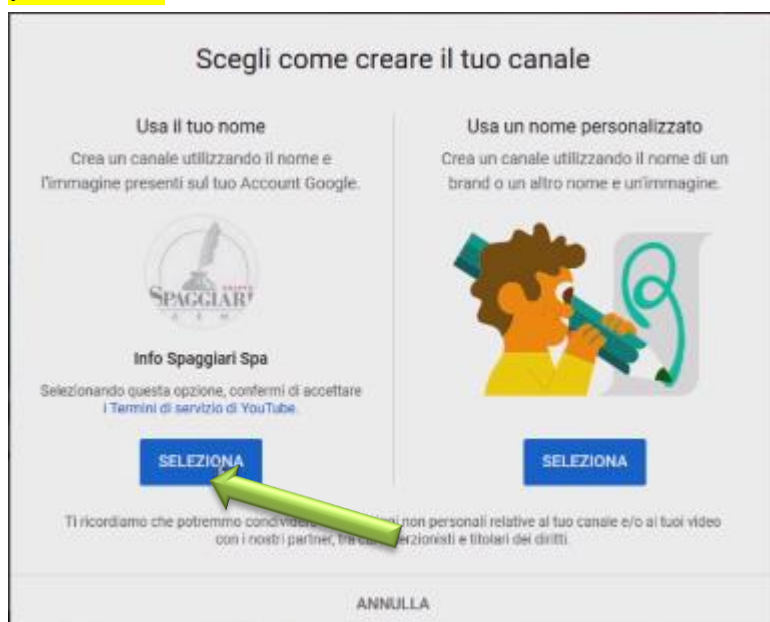 Scegli come creare il tuo canale
Usa il tuo nome
Crea un canale utilizzando il nome e
l'immagine presenti sul tuo Account Google.
SPAGGIARI
Info Spaggiari Spa
Selezionando questa opzione, confermi di accettare
i Termini di servizio di YouTube.
SELEZIONA
Usa un nome personalizzato
Crea un canale utilizzando il nome di un
brand o un altro nome e un'immagine.
SELEZIONA
Ti ricordiamo che potremmo non personali relative al tuo canale e/o ai tuoi video
con i nostri partner, tra e titolari dei diritti.
ANNULLA